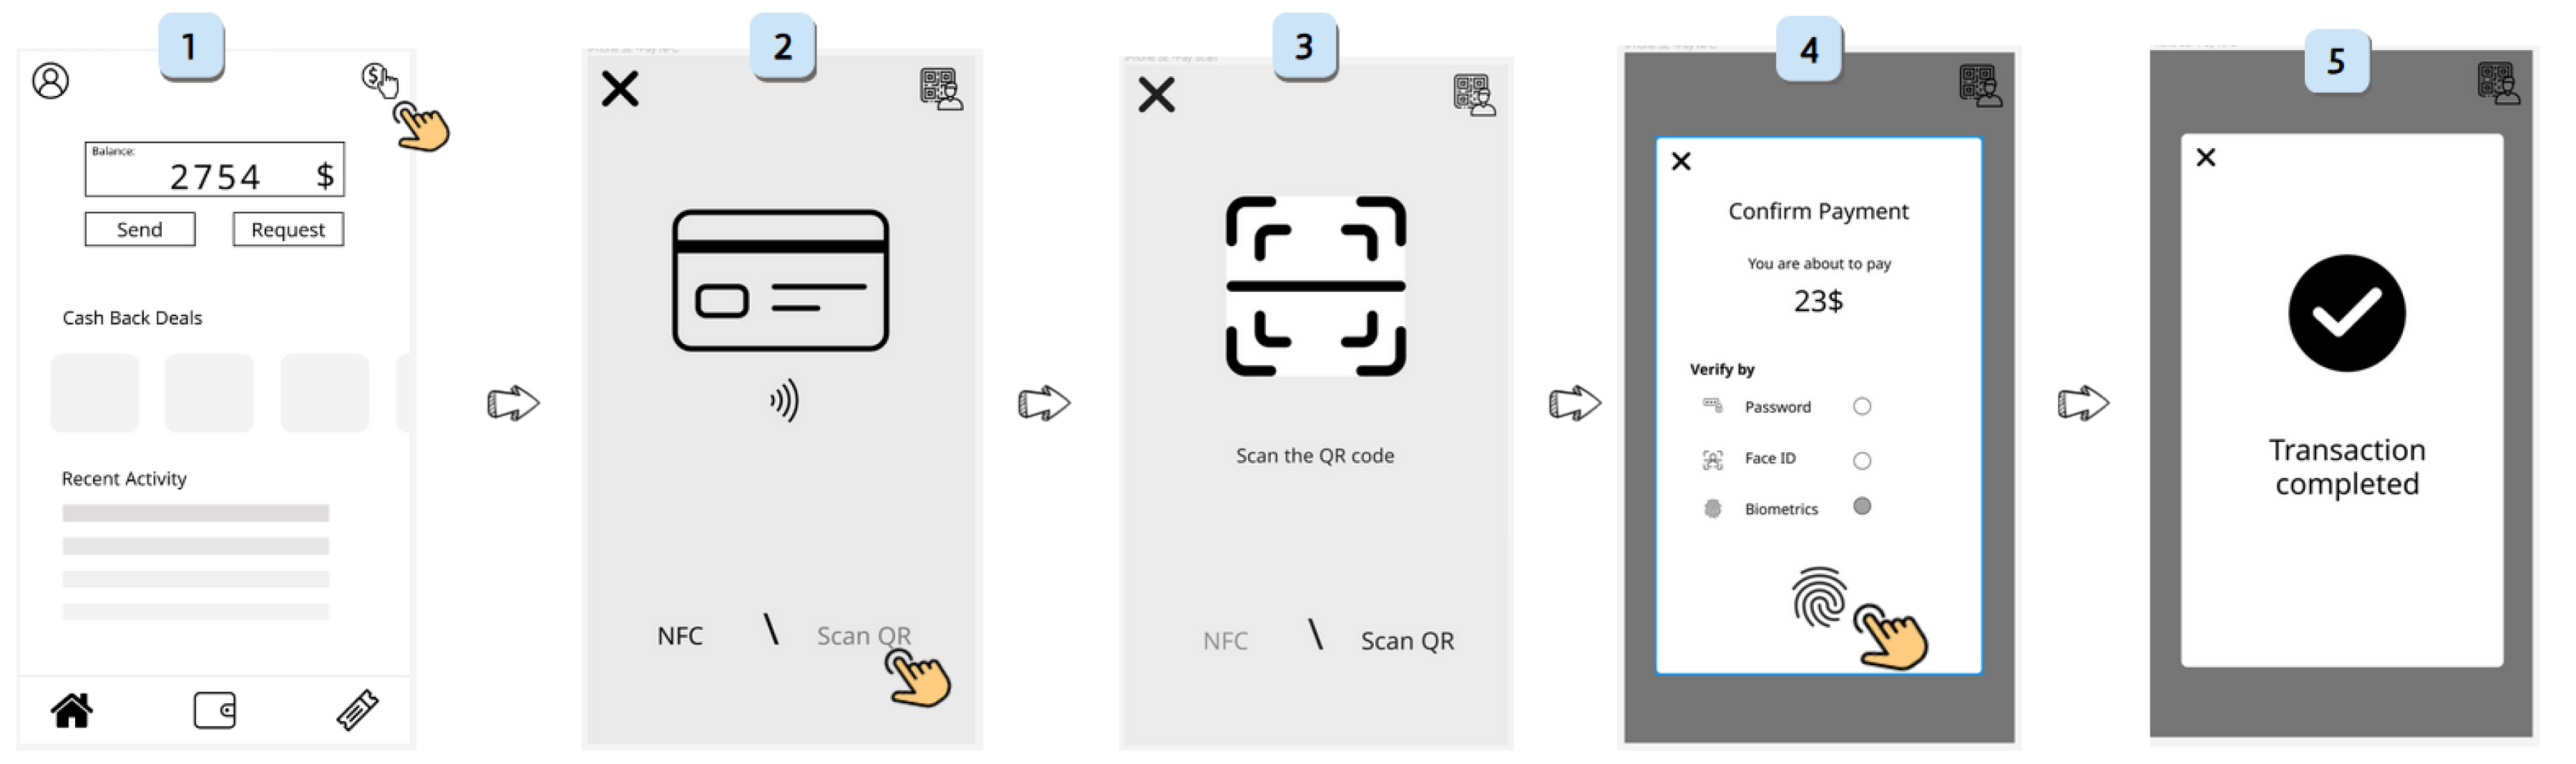 1
Balance:
2754 $
Send
Request
Cash Back Deals
Recent Activity
2
NFC \ Scan QR
3
Scan the QR code
NFC \ Scan QR
4
Confirm Payment
You are about to pay
23$
Verify by
Password
Face ID
Biometrics
5
Transaction
completed